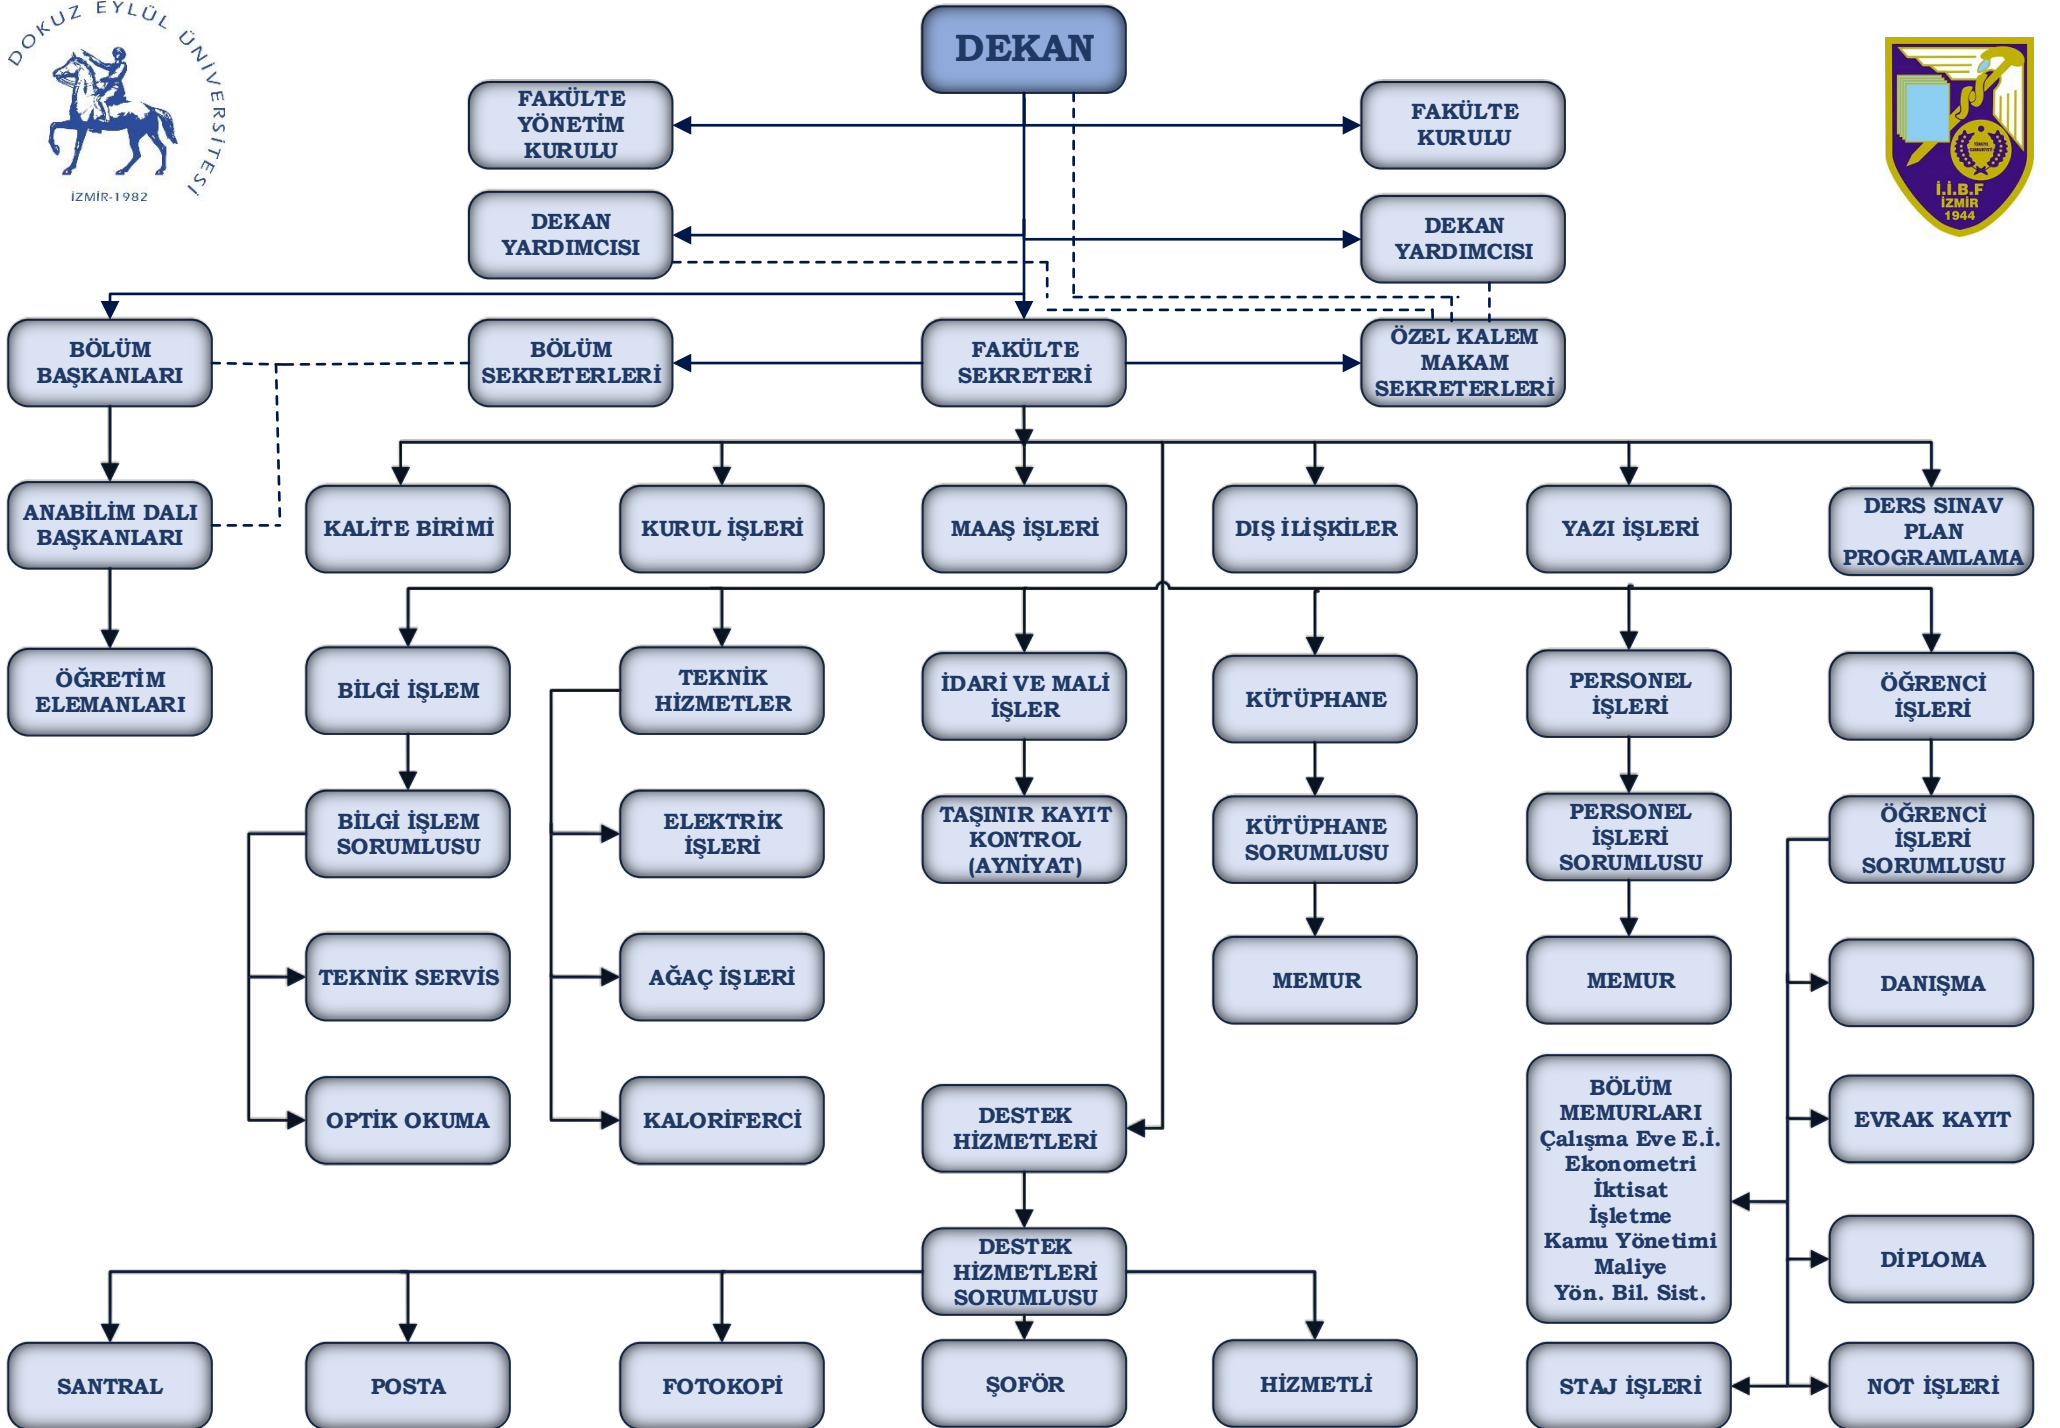 DOKUZ EYLÜL ÜNİVERSİTESİ
İZMİR-1982
DEKAN
İ.İ.B.F
İZMİR
1944
FAKÜLTE
YÖNETİM
KURULU
FAKÜLTE
KURULU
DEKAN
YARDIMCISI
DEKAN
YARDIMCISI
BÖLÜM
BAŞKANLARI
BÖLÜM
SEKRETERLERİ
FAKÜLTE
SEKRETERİ
ÖZEL KALEM
MAKAM
SEKRETERLERİ
ANABİLİM DALI
BAŞKANLARI
KALİTE BİRİMİ
KURUL İŞLERİ
MAAŞ İŞLERİ
DIŞ İLİŞKİLER
YAZI İŞLERİ
DERS SINAV
PLAN
PROGRAMLAMA
ÖĞRETİM
ELEMANLARI
BİLGİ İŞLEM
TEKNİK
HİZMETLER
İDARİ VE MALİ
İŞLER
KÜTÜPHANE
PERSONEL
İŞLERİ
ÖĞRENCİ
İŞLERİ
BİLGİ İŞLEM
SORUMLUSU
ELEKTRİK
İŞLERİ
TAŞINIR KAYIT
KONTROL
(AYNİYAT)
KÜTÜPHANE
SORUMLUSU
PERSONEL
İŞLERİ
SORUMLUSU
ÖĞRENCİ
İŞLERİ
SORUMLUSU
TEKNİK SERVİS
AĞAÇ İŞLERİ
MEMUR
MEMUR
DANIŞMA
OPTİK OKUMA
KALORİFERCİ
DESTEK
HİZMETLERİ
BÖLÜM
MEMURLARI
Çalışma Eve E.İ.
Ekonometri
İktisat
İşletme
Kamu Yönetimi
Maliye
Yön. Bil. Sist.
EVRAK KAYIT
DESTEK
HİZMETLERİ
SORUMLUSU
DİPLOMA
SANTRAL
POSTA
FOTOKOPİ
ŞOFÖR
HİZMETLİ
STAJ İŞLERİ
NOT İŞLERİ